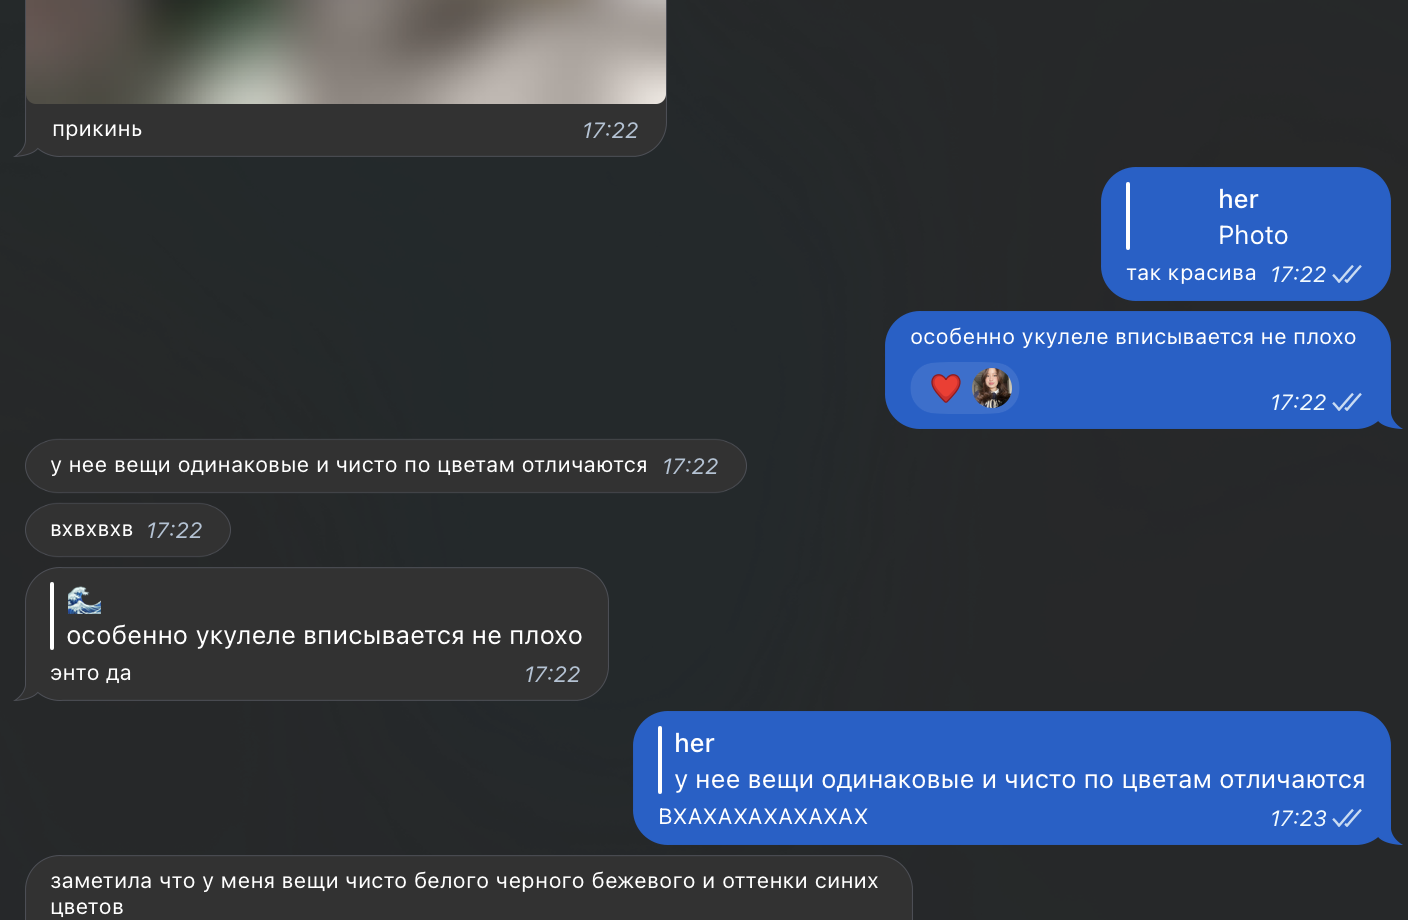 прикинь
17:22
her
Photo
так красива 17:22
особенно укулеле вписывается не плохо
17:22
у нее вещи одинаковые и чисто по цветам отличаются 17:22
вхвхвхв 17:22
особенно укулеле вписывается не плохо
энто да 17:22
her
у нее вещи одинаковые и чисто по цветам отличаются
ВХАХАХАХАХАХАХ 17:23
заметила что у меня вещи чисто белого черного бежевого и оттенки синих
цветов